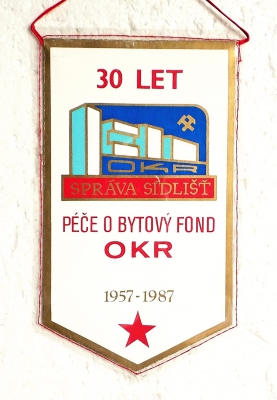 30 LET
OKR
SPRÁVA SÍDLIŠŤ
PÉČE O BYTOVÝ FOND
OKR
1957-1987